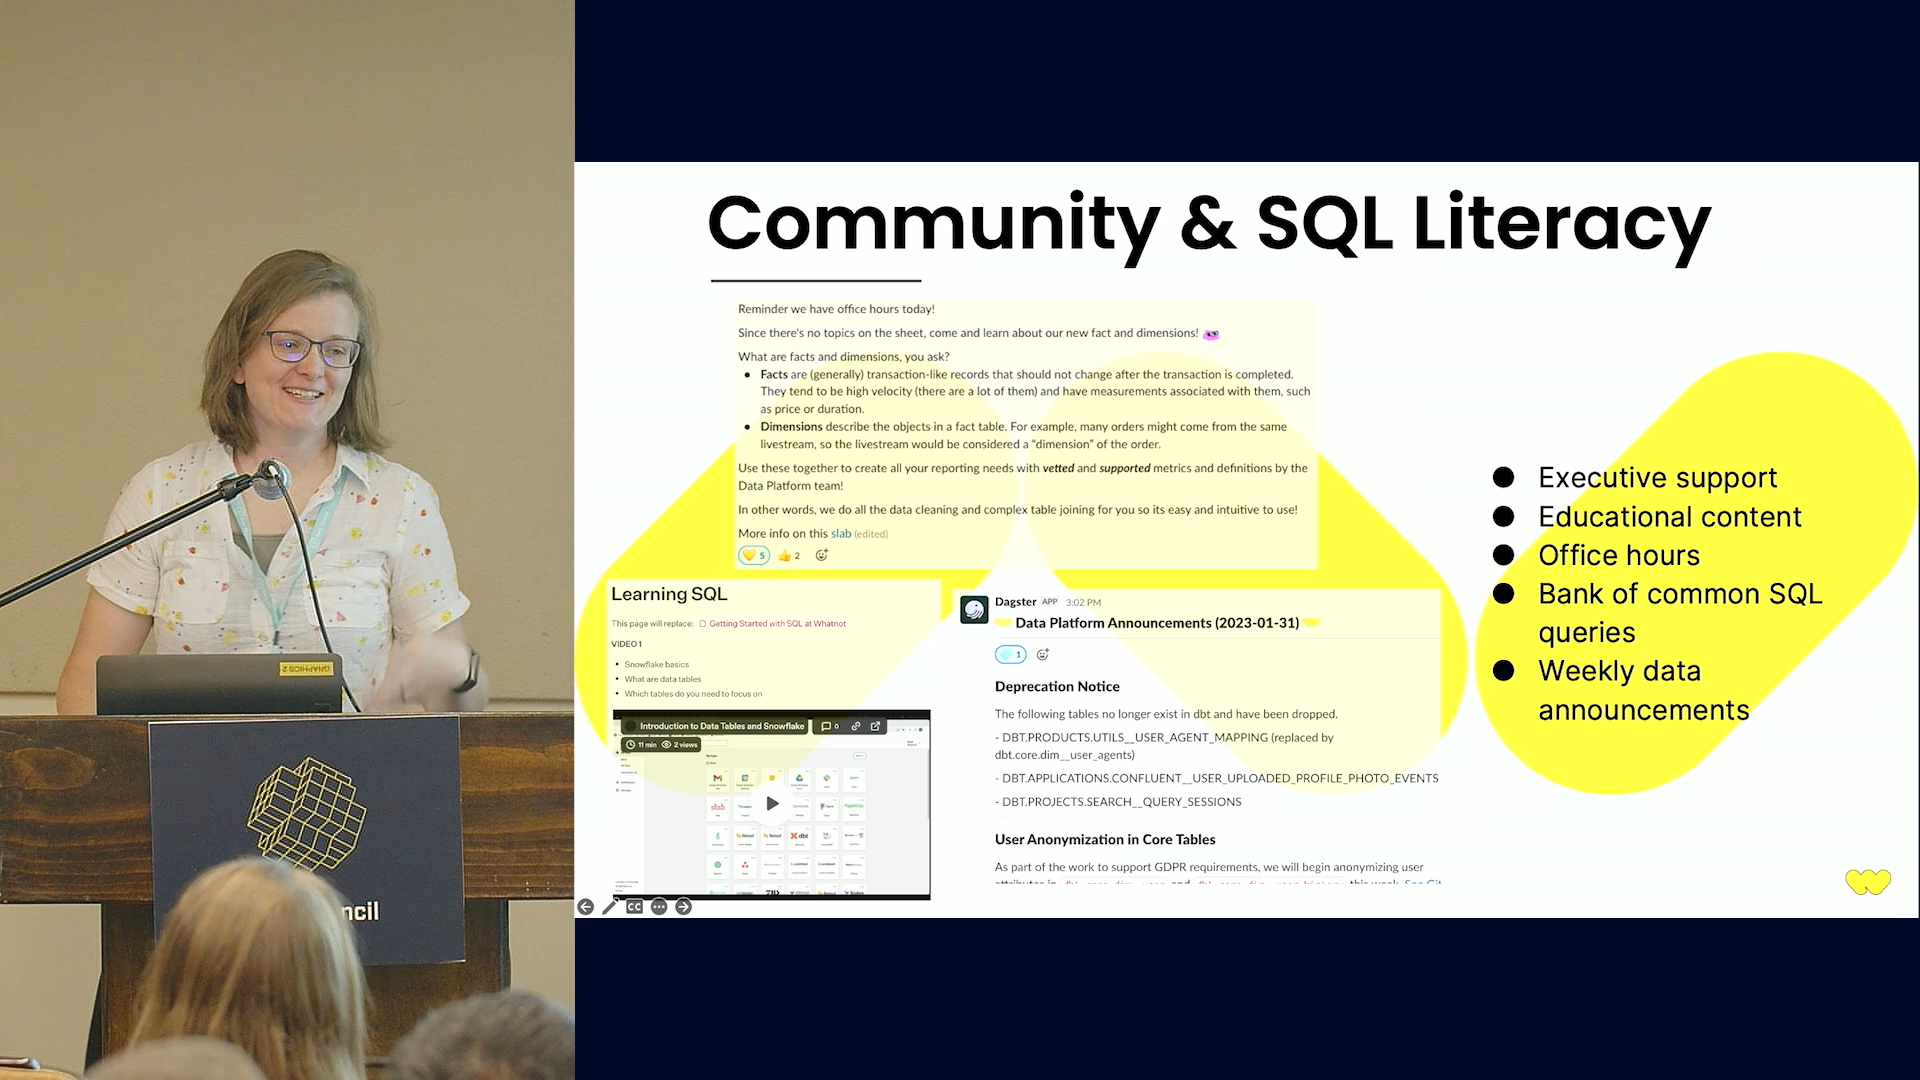 Community & SQL Literacy
Reminder we have office hours today!
Since there's no topics on the sheet, come and learn about our new fact and dimensions!
What are facts and dimensions, you ask?
Facts are (generally) transaction-like records that should not change after the transaction is completed.
They tend to be high velocity (there are a lot of them) and have measurements associated with them, such
as price or duration.
Dimensions describe the objects in a fact table. For example, many orders might come from the same
livestream, so the livestream would be considered a "dimension" of the order.
Use these together to create all your reporting needs with vetted and supported metrics and definitions by the
Data Platform team!
In other words, we do all the data cleaning and complex table joining for you so its easy and intuitive to use!
More info on this slab (edited)
5 2
Learning SQL
This page will replace: Getting Started with SQL at Whatnot
VIDEO 1
Snowflake basics
What are data tables
Which tables do you need to focus on
Introduction to Data Tables and Snowflake 0
11 min 2 views
dbt
Dagster APP 3:02 PM
Data Platform Announcements (2023-01-31)
1
Deprecation Notice
The following tables no longer exist in dbt and have been dropped.
- DBT.PRODUCTS.UTILS__USER_AGENT_MAPPING (replaced by
dbt.core.dim__user_agents)
- DBT.APPLICATIONS.CONFLUENT__USER_UPLOADED_PROFILE_PHOTO_EVENTS
- DBT.PROJECTS.SEARCH__QUERY_SESSIONS
User Anonymization in Core Tables
As part of the work to support GDPR requirements, we will begin anonymizing user
Executive support
Educational content
Office hours
Bank of common SQL
queries
Weekly data
announcements
CC
GRAPHICS 2
ncil